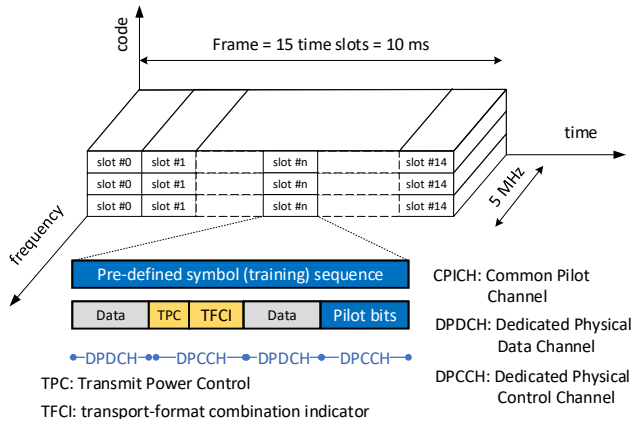 code
Frame = 15 time slots = 10 ms
time
slot #0 slot #1 slot #n slot #14
slot #0 slot #1 slot #n slot #14
slot #0 slot #1 slot #n slot #14
5 MHz
frequency
Pre-defined symbol (training) sequence
Data TPC TFCI Data Pilot bits
DPDCH DPCCH DPDCH DPCCH
TPC: Transmit Power Control
TFCI: transport-format combination indicator
CPICH: Common Pilot
Channel
DPDCH: Dedicated Physical
Data Channel
DPCCH: Dedicated Physical
Control Channel